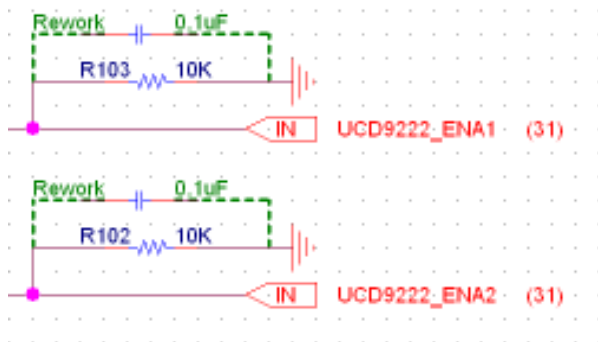 Rework 0.1uF
R103 10K
IN UCD9222_ENA1 (31)
Rework 0.1uF
R102 10K
IN UCD9222_ENA2 (31)